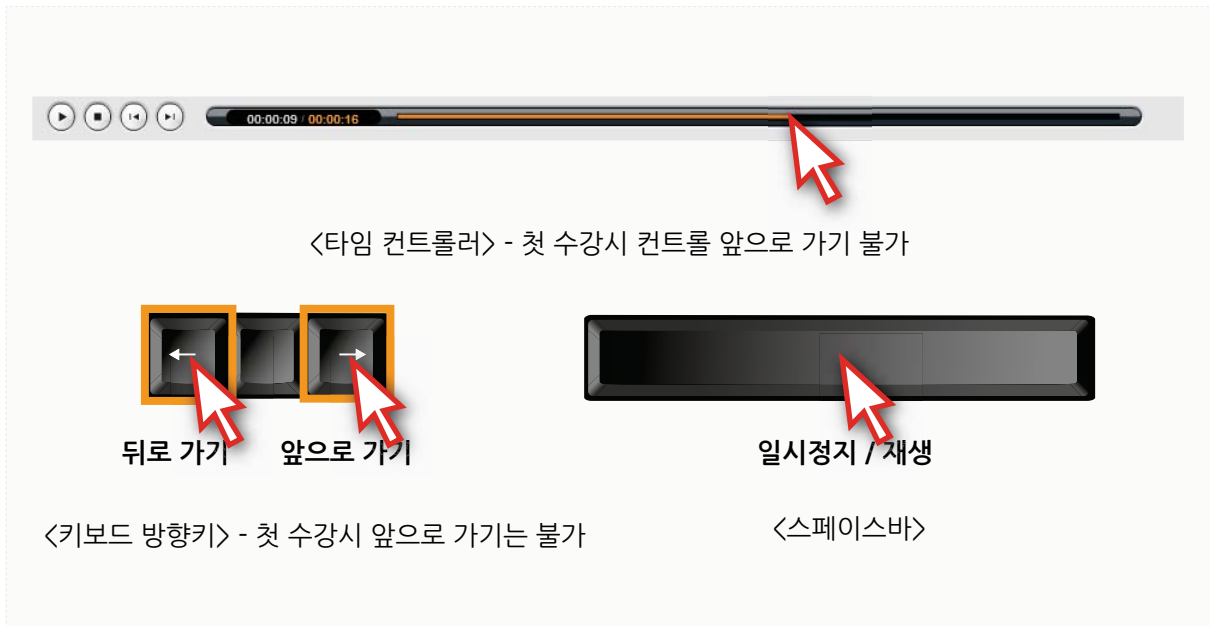 00:00:09 / 00:00:16
<타임 컨트롤러> - 첫 수강시 컨트롤 앞으로 가기 불가
뒤로 가기 앞으로 가기
일시정지 / 재생
<키보드 방향키> - 첫 수강시 앞으로 가기는 불가
<스페이스바>